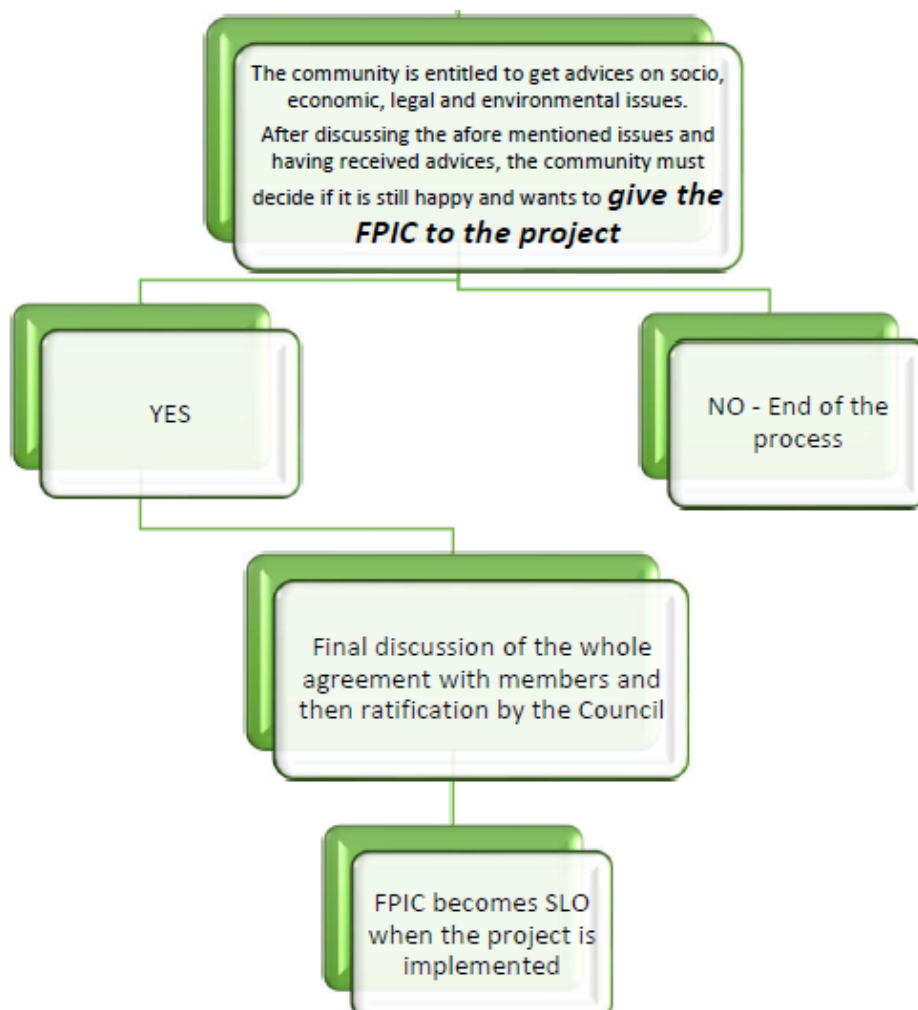 The community is entitled to get advices on socio,
economic, legal and environmental issues.
After discussing the afore mentioned issues and
having received advices, the community must
decide if it is still happy and wants to give the
FPIC to the project
YES
NO - End of the
process
Final discussion of the whole
agreement with members and
then ratification by the Council
FPIC becomes SLO
when the project is
implemented